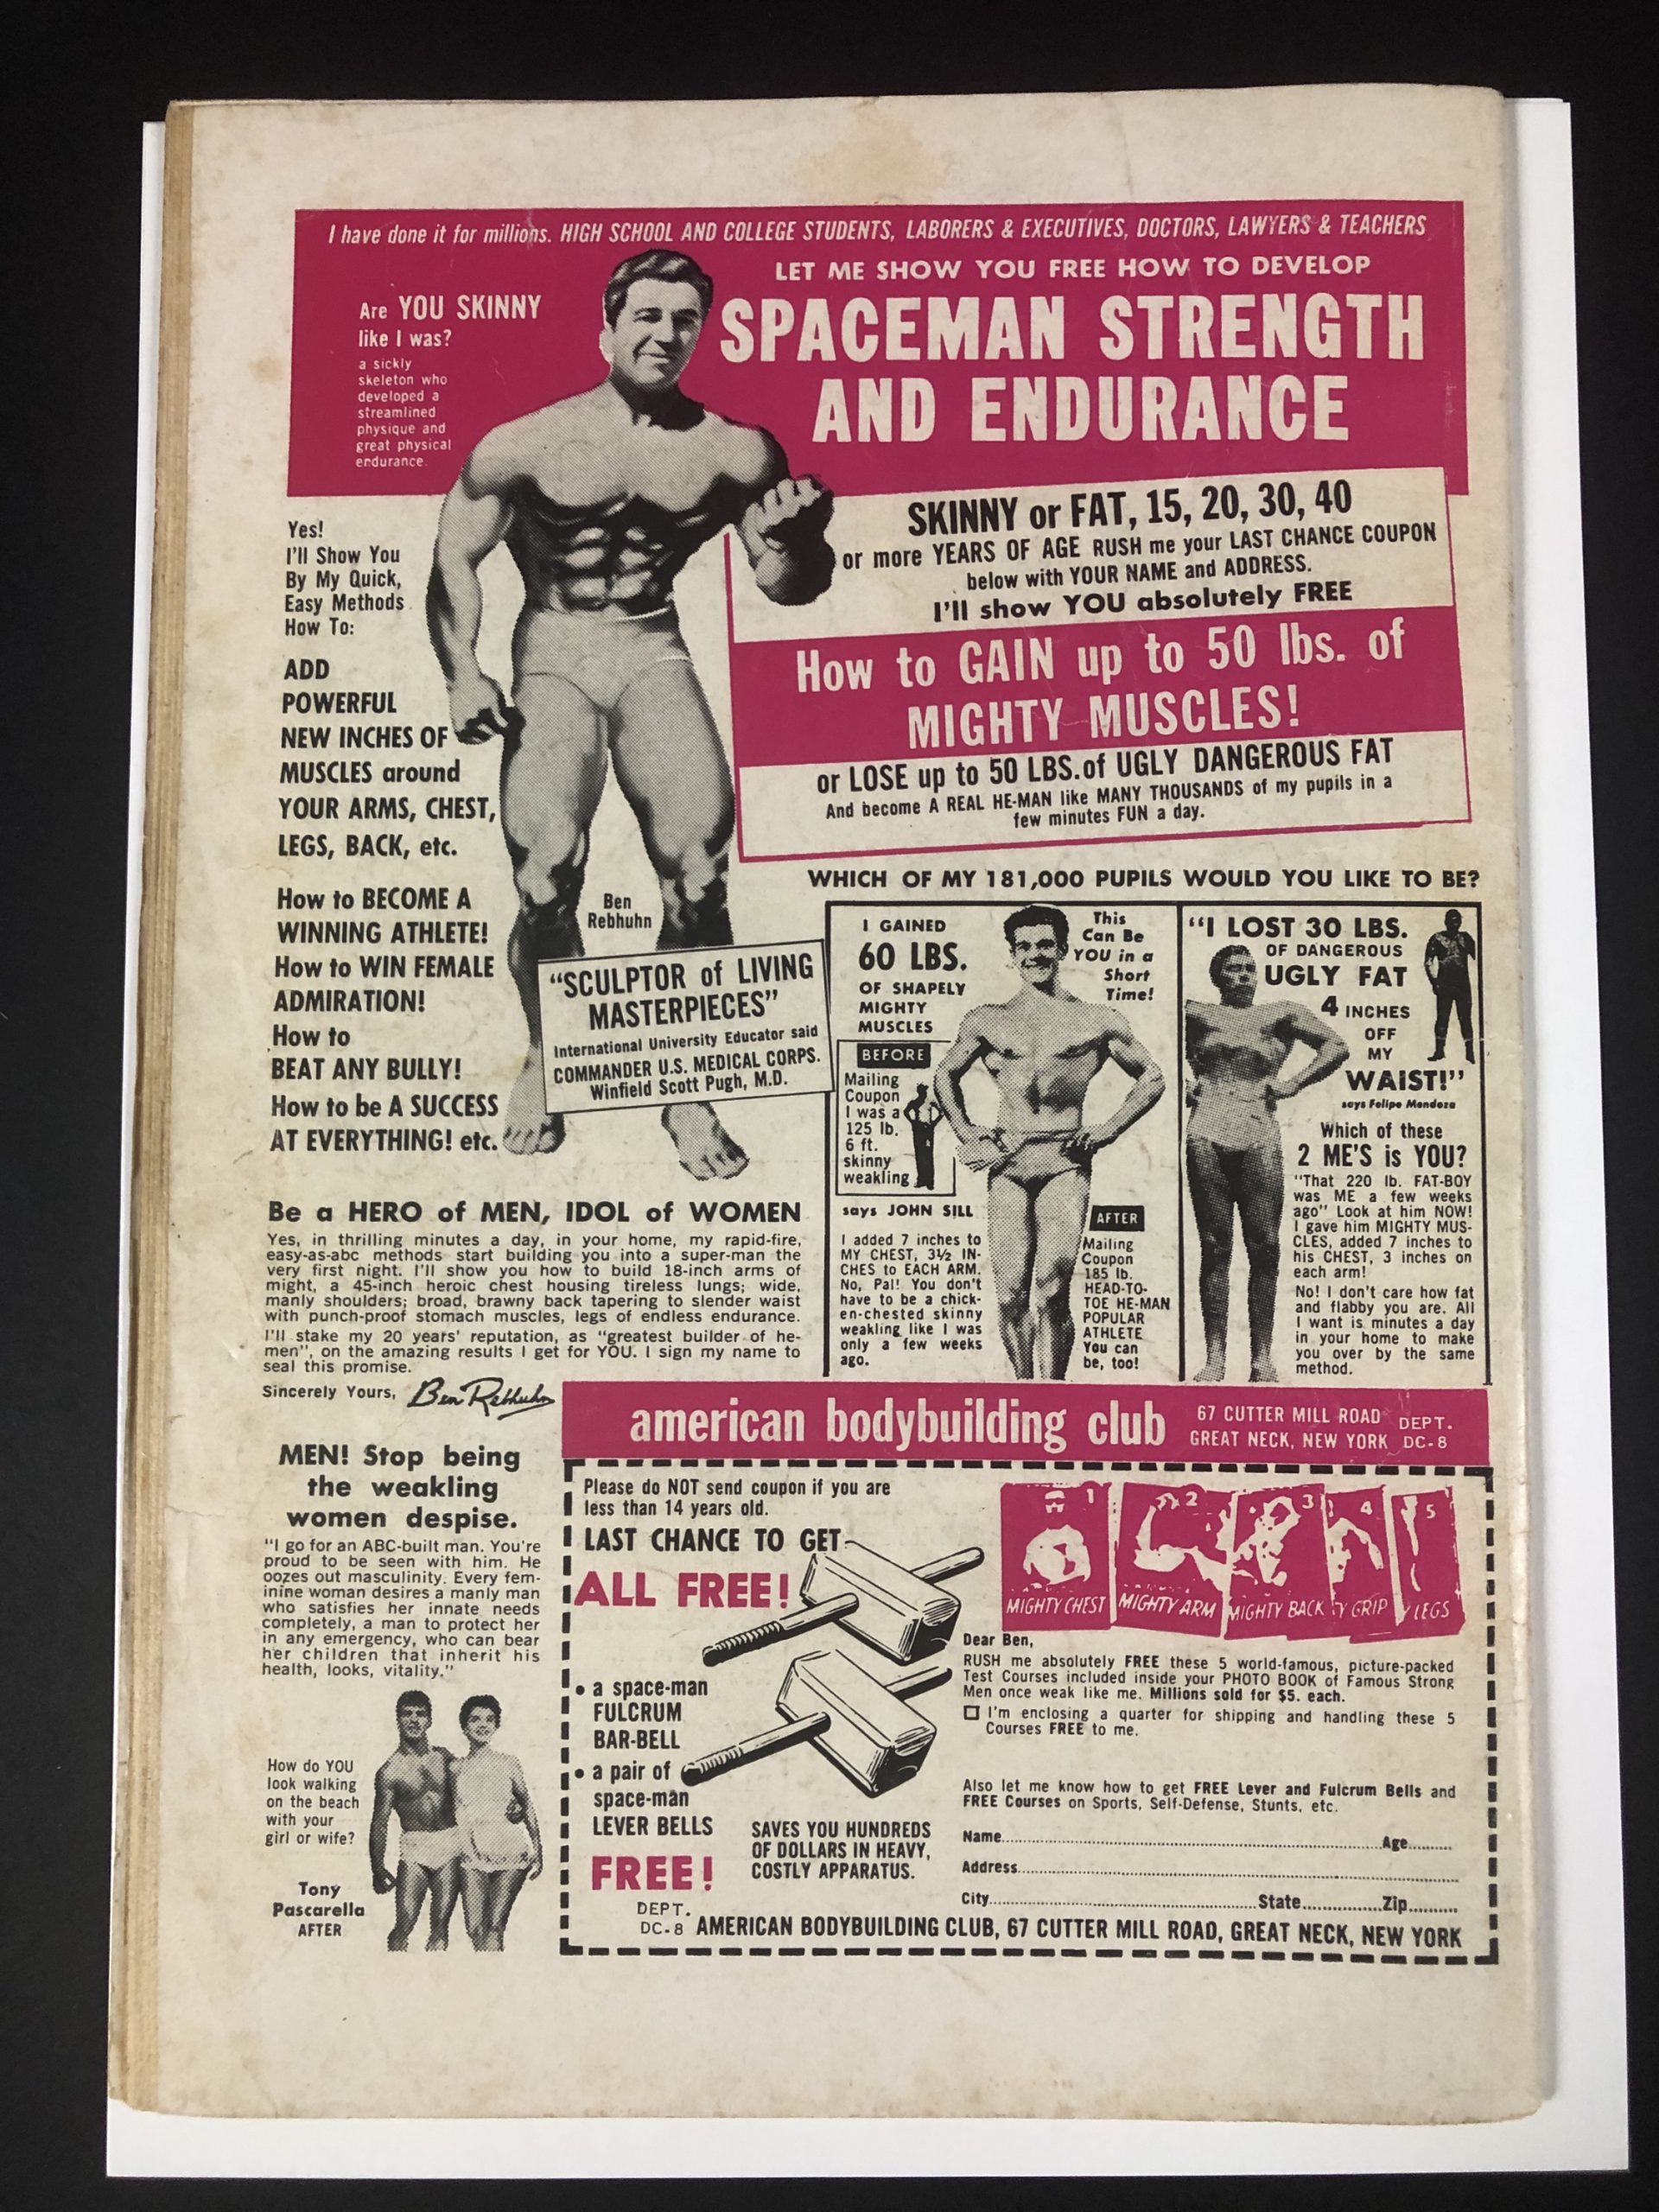 I have done it for millions. HIGH SCHOOL AND COLLEGE STUDENTS, LABORERS & EXECUTIVES, DOCTORS, LAWYERS & TEACHERS
LET ME SHOW YOU FREE HOW TO DEVELOP
SPACEMAN STRENGTH
AND ENDURANCE
Are YOU SKINNY
like I was?
a sickly
skeleton who
developed a
streamlined
physique and
great physical
endurance.
SKINNY or FAT, 15, 20, 30, 40
or more YEARS OF AGE RUSH me your LAST CHANCE COUPON
below with YOUR NAME and ADDRESS.
I'll show YOU absolutely FREE
How to GAIN up to 50 lbs. of
MIGHTY MUSCLES!
or LOSE up to 50 LBS. of UGLY DANGEROUS FAT
And become A REAL HE-MAN like MANY THOUSANDS of my pupils in a
few minutes FUN a day.
Yes!
I'll Show You
By My Quick,
Easy Methods
How To:
ADD
POWERFUL
NEW INCHES OF
MUSCLES around
YOUR ARMS, CHEST,
LEGS, BACK, etc.
How to BECOME A
WINNING ATHLETE!
How to WIN FEMALE
ADMIRATION!
How to
BEAT ANY BULLY!
How to be A SUCCESS
AT EVERYTHING! etc.
Ben
Rebhuhn
"SCULPTOR of LIVING
MASTERPIECES"
International University Educator said
COMMANDER U.S. MEDICAL CORPS.
Winfield Scott Pugh, M.D.
WHICH OF MY 181,000 PUPILS WOULD YOU LIKE TO BE?
I GAINED
60 LBS.
OF SHAPELY
MIGHTY
MUSCLES
This
Can Be
YOU in a
Short
Time!
BEFORE
Mailing
Coupon
I was a
125 lb.
6 ft.
skinny
weakling
says JOHN SILL
I added 7 inches to
MY CHEST, 3½ IN-
CHES to EACH ARM.
No, Pal! You don't
have to be a chick-
en-chested skinny
weakling like I was
only a few weeks
ago.
AFTER
Mailing
Coupon
185 lb.
HEAD-TO-
TOE HE-MAN
POPULAR
ATHLETE
You can
be, too!
"I LOST 30 LBS.
OF DANGEROUS
UGLY FAT
4 INCHES
OFF
MY
WAIST!"
says Felipe Mendoza
Which of these
2 ME'S is YOU?
"That 220 lb. FAT-BOY
was ME a few weeks
ago" Look at him NOW!
I gave him MIGHTY MUS-
CLES, added 7 inches to
his CHEST, 3 inches on
each arm!
No! I don't care how fat
and flabby you are. All
I want is minutes a day
in your home to make
you over by the same
method.
Be a HERO of MEN, IDOL of WOMEN
Yes, in thrilling minutes a day, in your home, my rapid-fire,
easy-as-abc methods start building you into a super-man the
very first night. I'll show you how to build 18-inch arms of
might, a 45-inch heroic chest housing tireless lungs; wide,
manly shoulders; broad, brawny back tapering to slender waist
with punch-proof stomach muscles, legs of endless endurance.
I'll stake my 20 years' reputation, as "greatest builder of he-
men", on the amazing results I get for YOU. I sign my name to
seal this promise.
Sincerely Yours, Ben Rebhuhn
MEN! Stop being
the weakling
women despise.
"I go for an ABC-built man. You're
proud to be seen with him. He
oozes out masculinity. Every fem-
inine woman desires a manly man
who satisfies her innate needs
completely, a man to protect her
in any emergency, who can bear
her children that inherit his
health, looks, vitality."
How do YOU
look walking
on the beach
with your
girl or wife?
Tony
Pascarella
AFTER
american bodybuilding club
67 CUTTER MILL ROAD
GREAT NECK, NEW YORK
DEPT.
DC-8
Please do NOT send coupon if you are
less than 14 years old.
LAST CHANCE TO GET
ALL FREE!
• a space-man
FULCRUM
BAR-BELL
• a pair of
space-man
LEVER BELLS
FREE!
SAVES YOU HUNDREDS
OF DOLLARS IN HEAVY,
COSTLY APPARATUS.
1
MIGHTY CHEST
2
MIGHTY ARM
3
MIGHTY BACK
4
TY GRIP
5
Y LEGS
Dear Ben,
RUSH me absolutely FREE these 5 world-famous, picture-packed
Test Courses included inside your PHOTO BOOK of Famous Strong
Men once weak like me. Millions sold for $5. each.
I'm enclosing a quarter for shipping and handling these 5
Courses FREE to me.
Also let me know how to get FREE Lever and Fulcrum Bells and
FREE Courses on Sports, Self-Defense, Stunts, etc.
Name..........Age..........
Address..........
City..........State..........Zip..........
DEPT.
DC-8 AMERICAN BODYBUILDING CLUB, 67 CUTTER MILL ROAD, GREAT NECK, NEW YORK